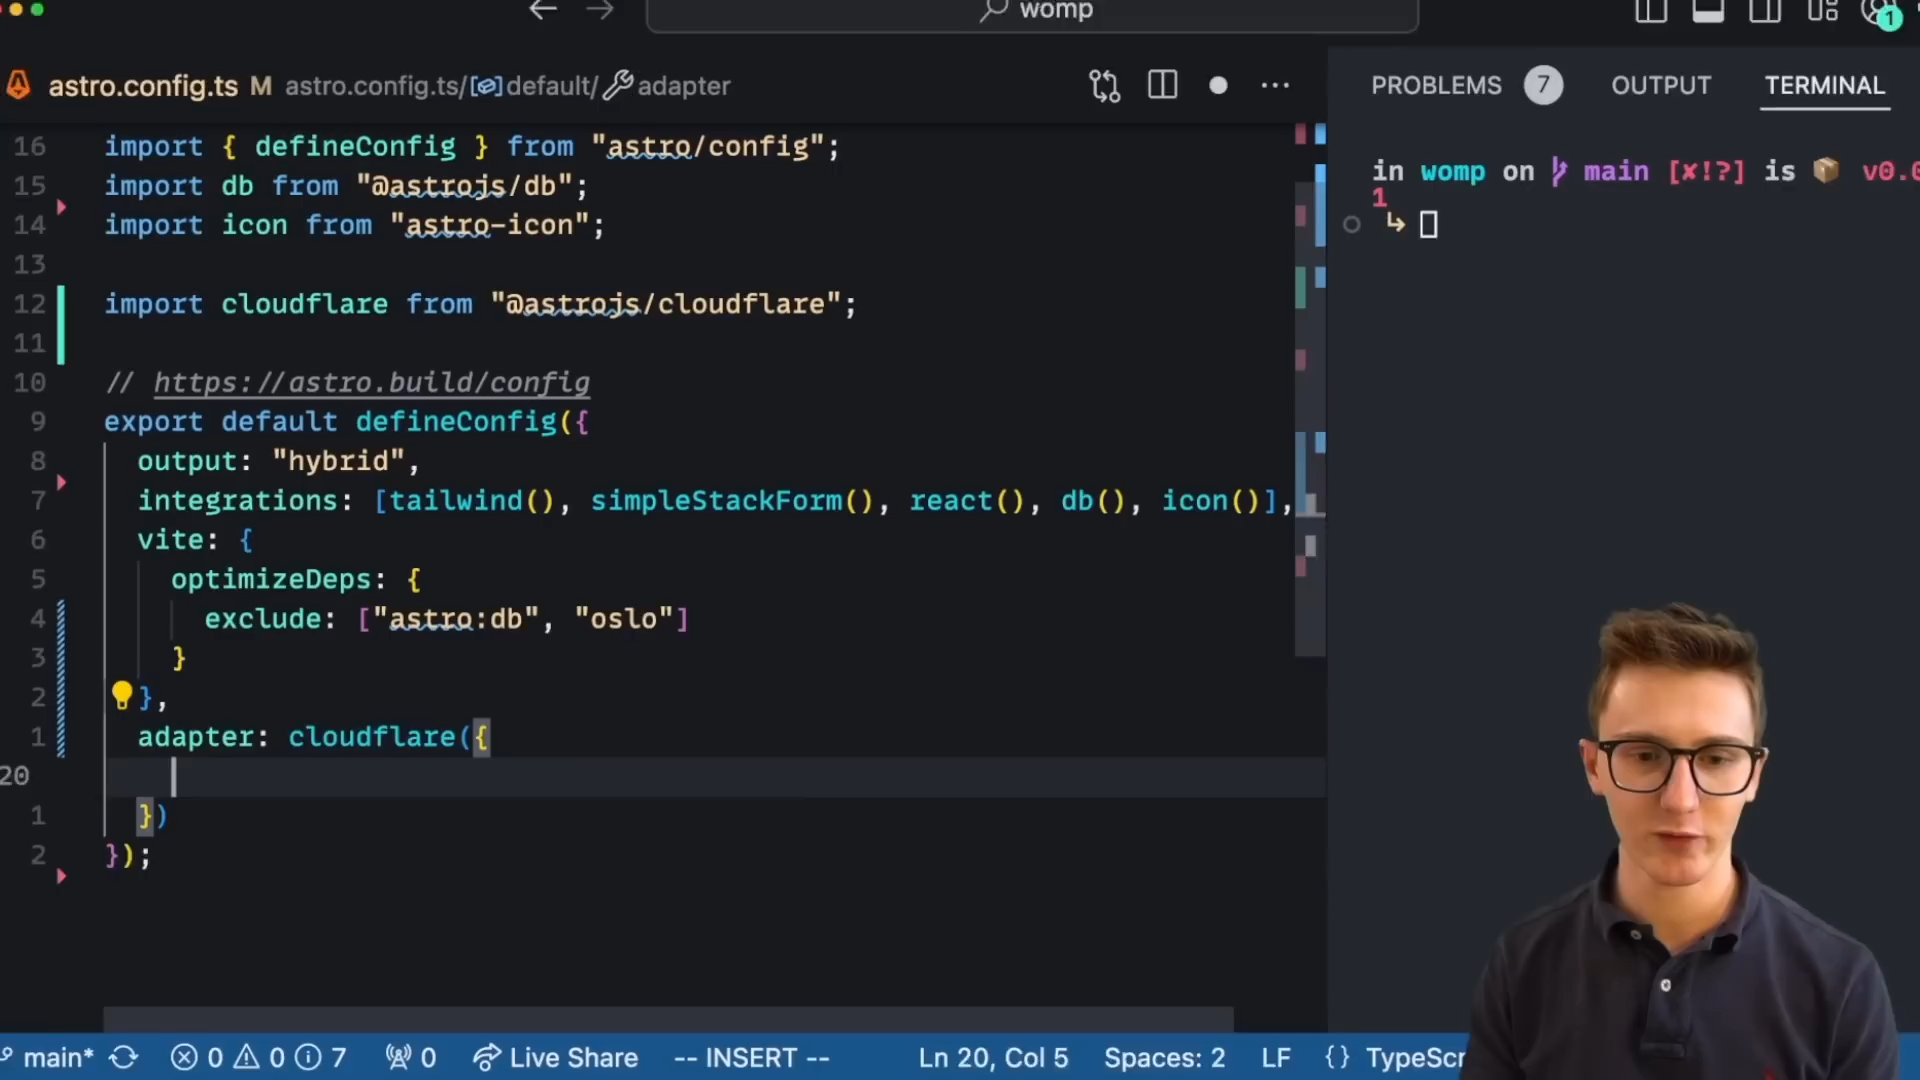 womp
1
astro.config.ts M astro.config.ts/ default/ adapter
PROBLEMS 7 OUTPUT TERMINAL
16 import { defineConfig } from "astro/config";
15 import db from "@astrojs/db";
14 import icon from "astro-icon";
13
12 import cloudflare from "@astrojs/cloudflare";
11
10 // https://astro.build/config
9 export default defineConfig({
8 output: "hybrid",
7 integrations: [tailwind(), simpleStackForm(), react(), db(), icon()],
6 vite: {
5 optimizeDeps: {
4 exclude: ["astro:db", "oslo"]
3 }
2 },
1 adapter: cloudflare({
20
1 })
2 });
in womp on main [✘!?] is 📦 v0.0
1
↳
main* 0 0 7 0 Live Share -- INSERT -- Ln 20, Col 5 Spaces: 2 LF {} TypeScr